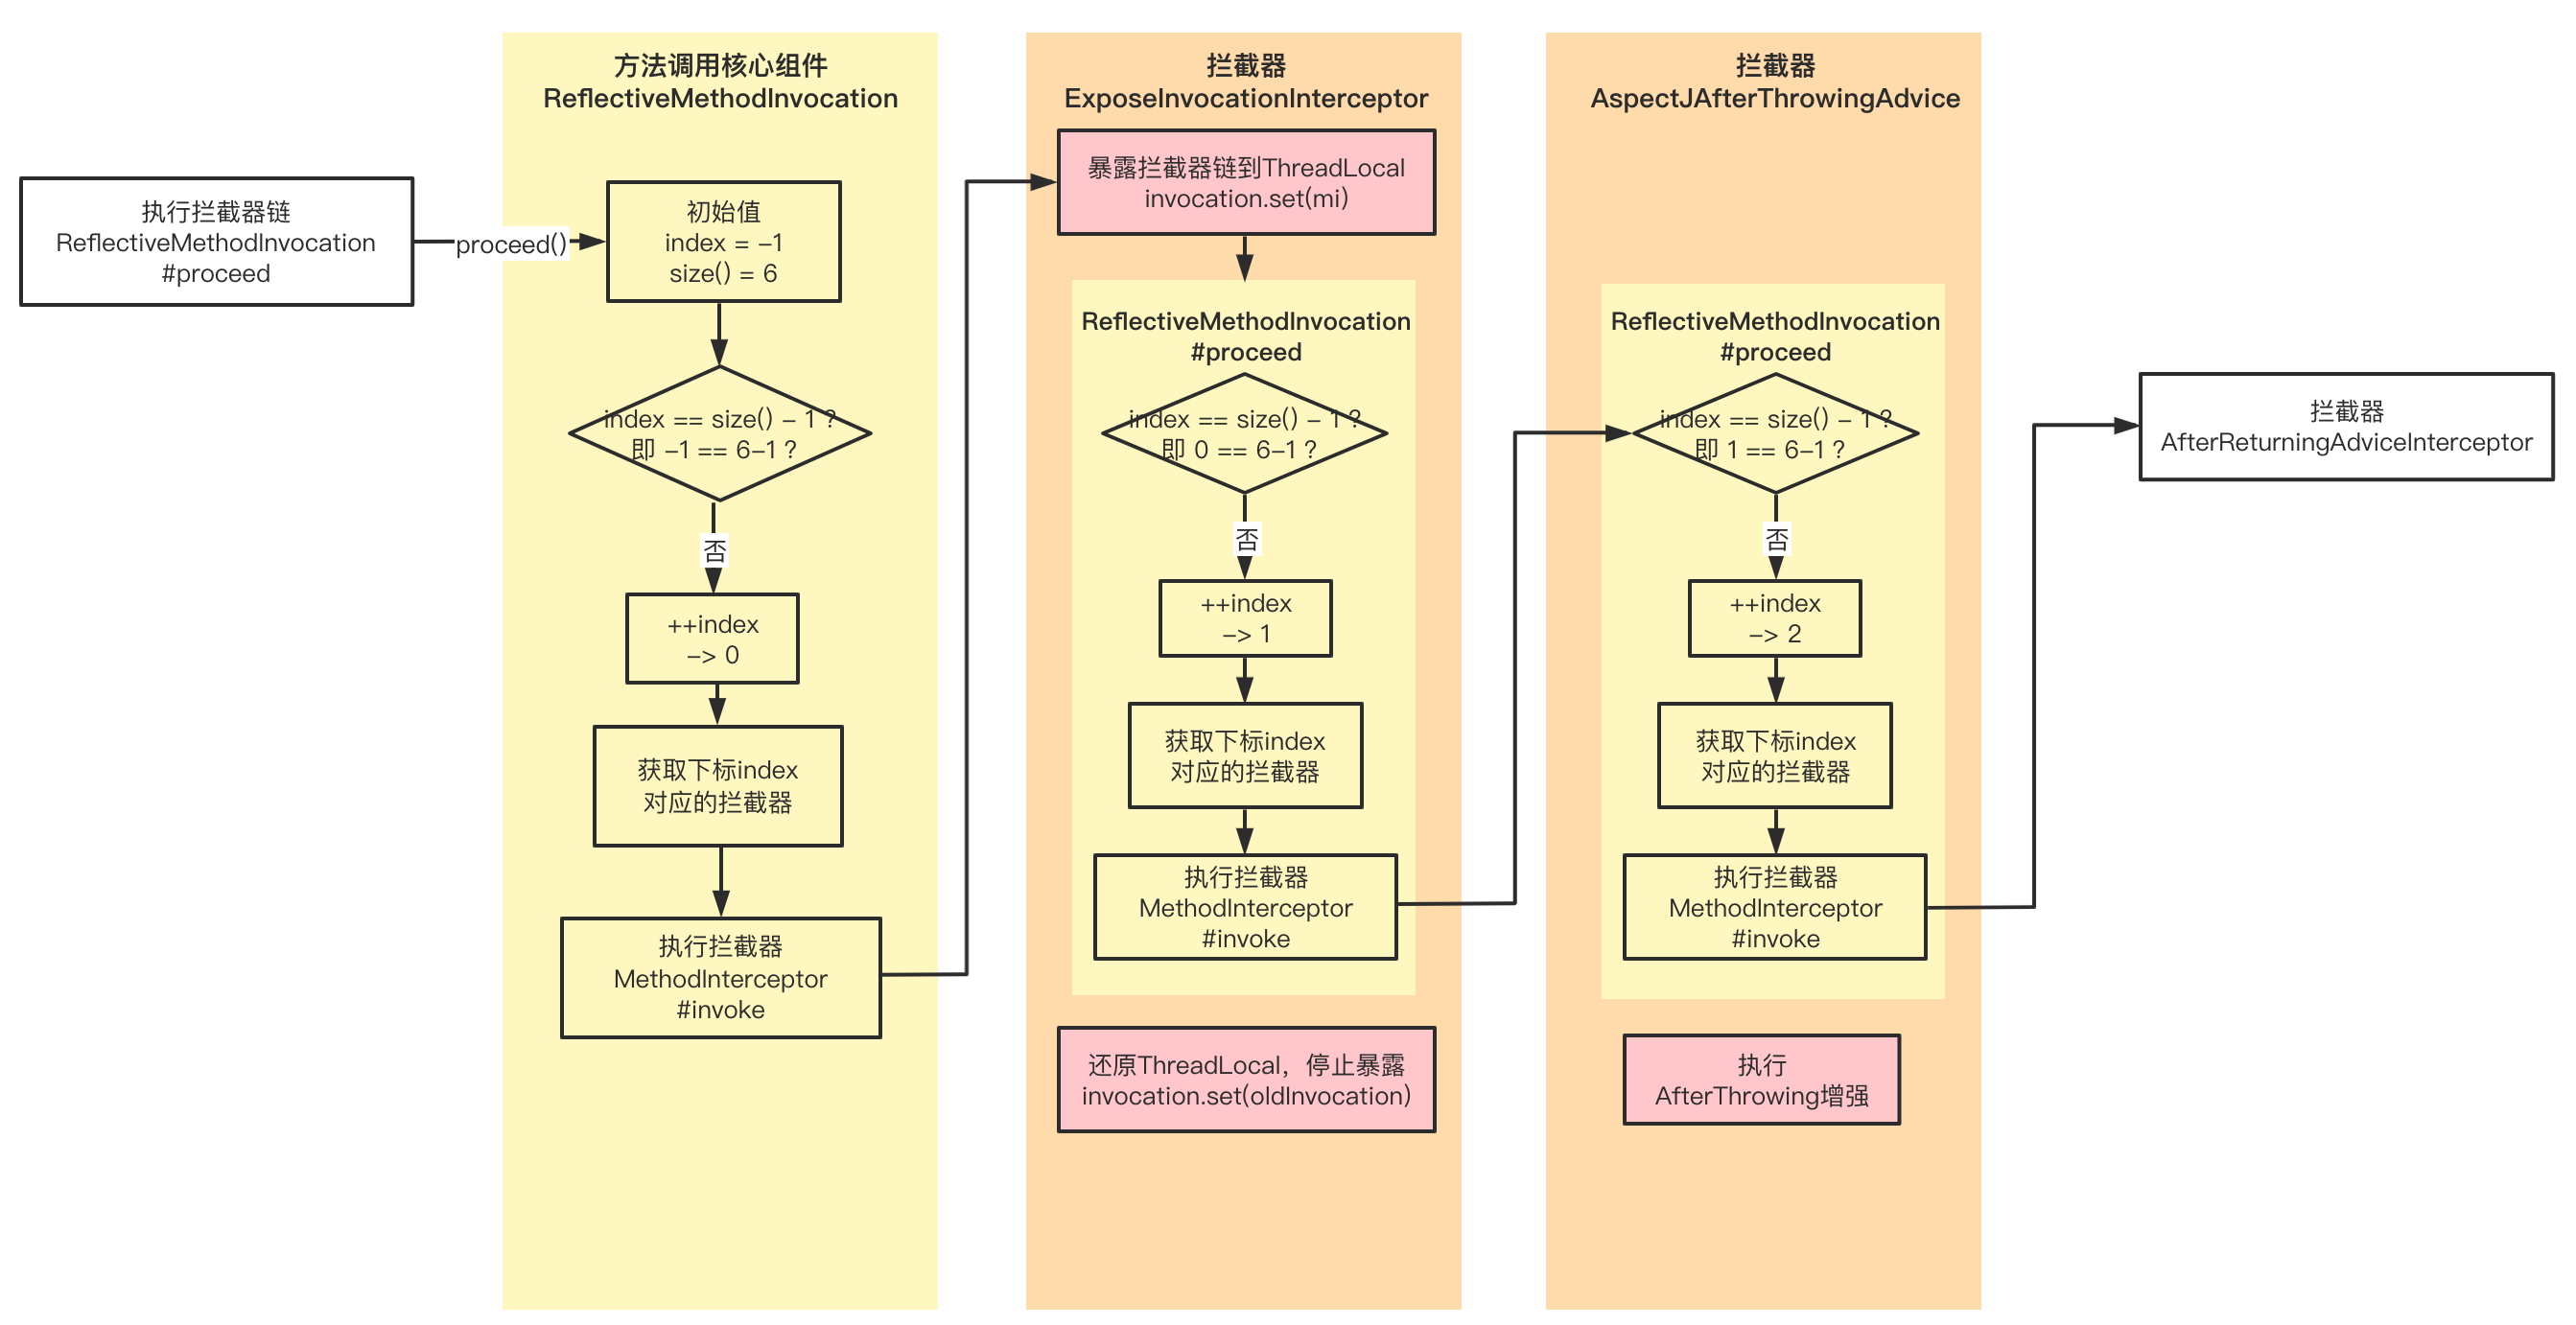 执行拦截器链
ReflectiveMethodInvocation
#proceed
proceed()
方法调用核心组件
ReflectiveMethodInvocation
初始值
index = -1
size() = 6
index == size() - 1 ?
即 -1 == 6-1 ?
否
++index
-> 0
获取下标index
对应的拦截器
执行拦截器
MethodInterceptor
#invoke
拦截器
ExposeInvocationInterceptor
暴露拦截器链到ThreadLocal
invocation.set(mi)
ReflectiveMethodInvocation
#proceed
index == size() - 1 ?
即 0 == 6-1 ?
否
++index
-> 1
获取下标index
对应的拦截器
执行拦截器
MethodInterceptor
#invoke
还原ThreadLocal，停止暴露
invocation.set(oldInvocation)
拦截器
AspectJAfterThrowingAdvice
ReflectiveMethodInvocation
#proceed
index == size() - 1 ?
即 1 == 6-1 ?
否
++index
-> 2
获取下标index
对应的拦截器
执行拦截器
MethodInterceptor
#invoke
执行
AfterThrowing增强
拦截器
AfterReturningAdviceInterceptor